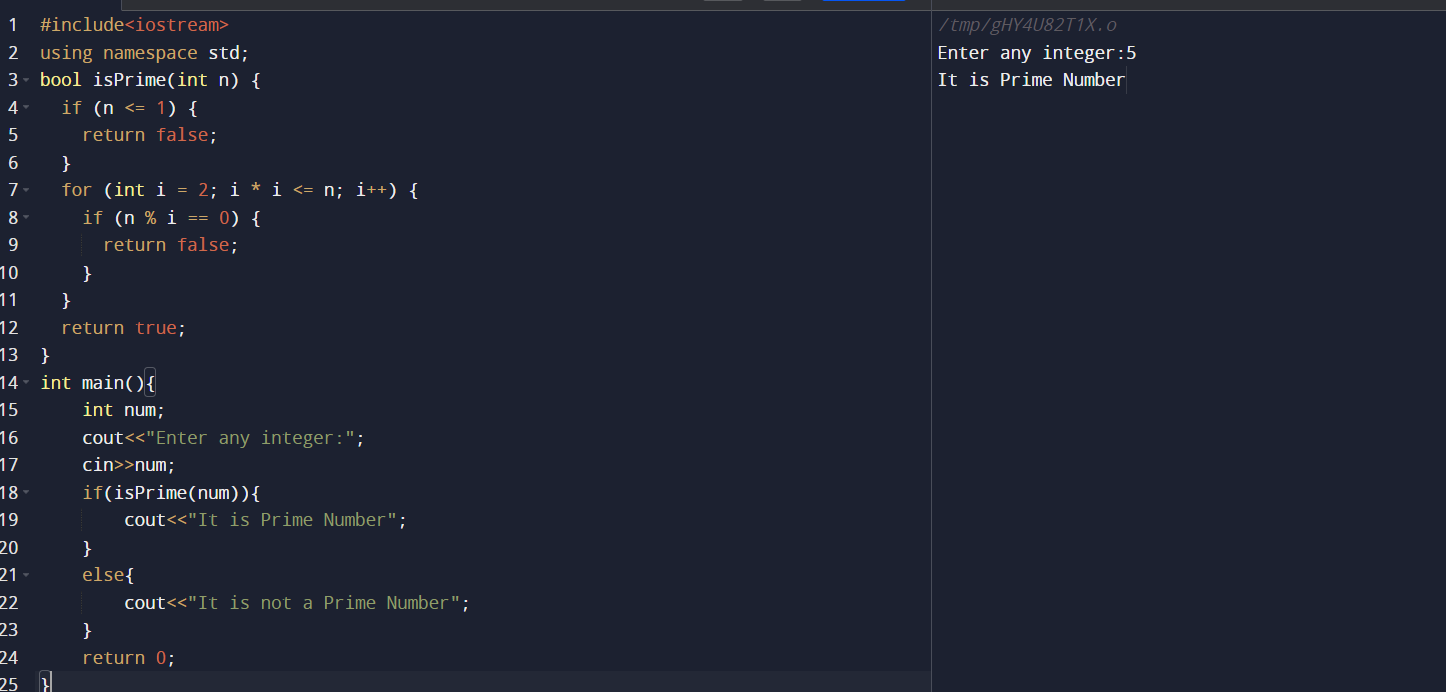 1 #include<iostream>
2 using namespace std;
3 bool isPrime(int n) {
4   if (n <= 1) {
5     return false;
6   }
7   for (int i = 2; i * i <= n; i++) {
8     if (n % i == 0) {
9       return false;
10     }
11   }
12   return true;
13 }
14 int main(){
15     int num;
16     cout<<"Enter any integer:";
17     cin>>num;
18     if(isPrime(num)){
19         cout<<"It is Prime Number";
20     }
21     else{
22         cout<<"It is not a Prime Number";
23     }
24     return 0;
25 }
/tmp/gHY4U82T1X.o
Enter any integer:5
It is Prime Number